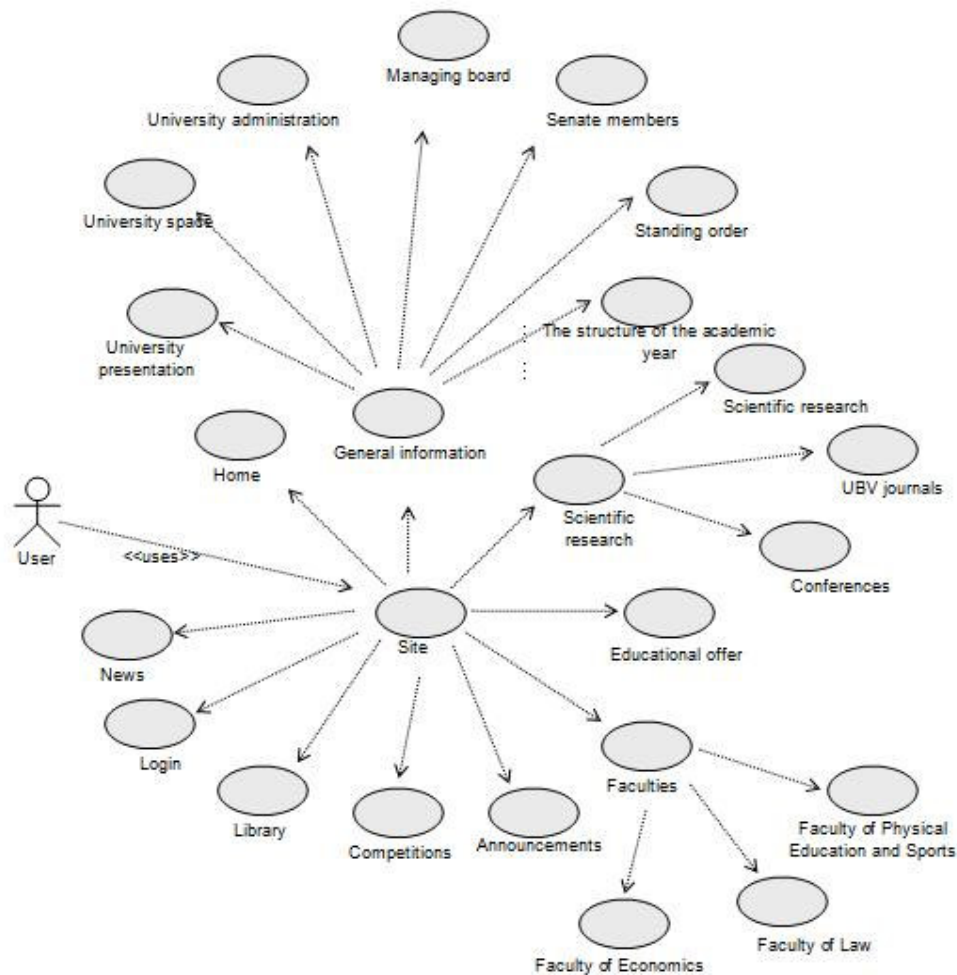 Managing board
University administration
Senate members
University space
Standing order
The structure of the academic
year
University
presentation
Scientific research
General information
Home
UBV journals
Scientific
research
User
<<uses>>
Conferences
Site
Educational offer
News
Login
Faculties
Library
Competitions
Announcements
Faculty of Physical
Education and Sports
Faculty of Law
Faculty of Economics